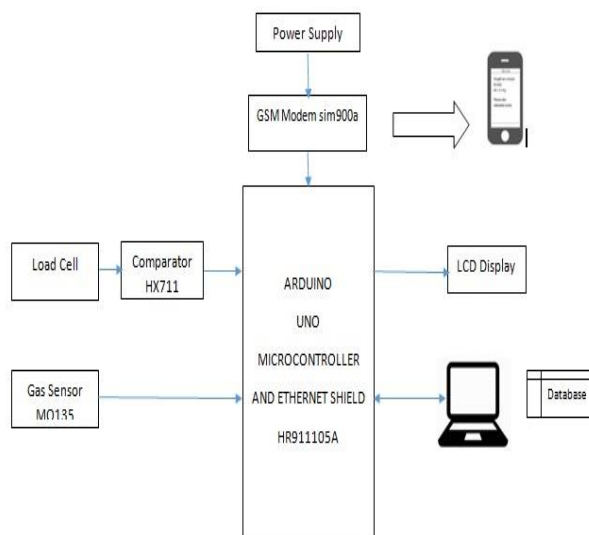 Power Supply
GSM Modem sim900a
Load Cell
Comparator
HX711
ARDUINO
UNO
MICROCONTROLLER
AND ETHERNET SHIELD
HR911105A
LCD Display
Gas Sensor
MQ135
Database